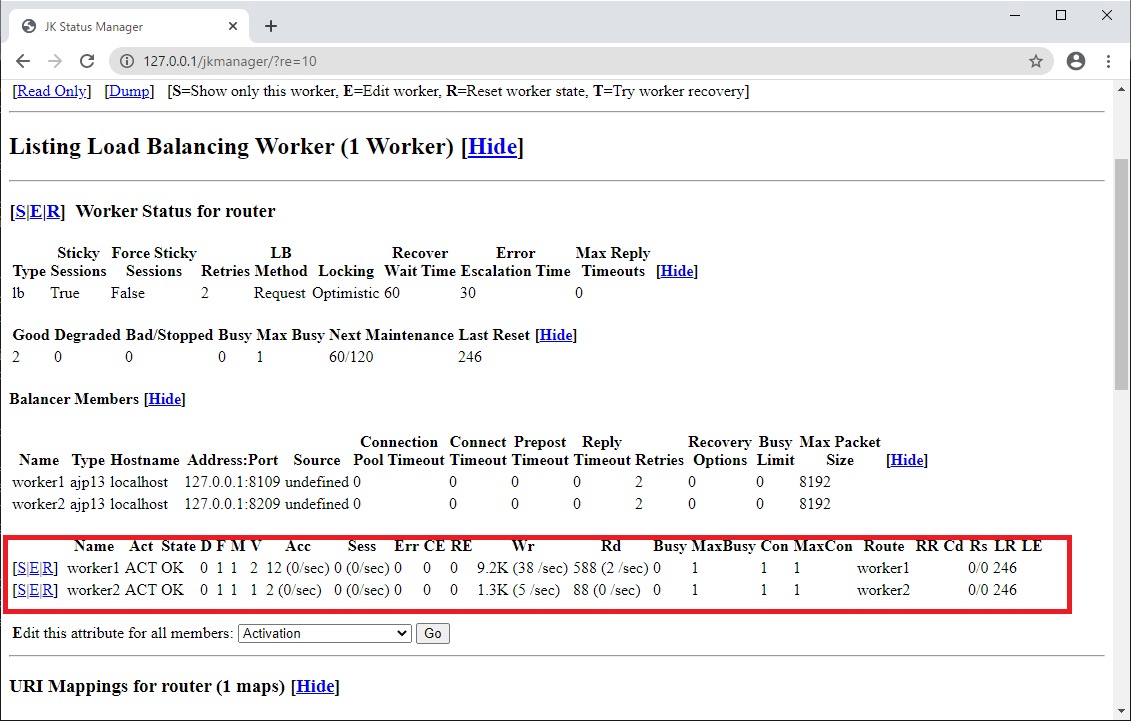 JK Status Manager
127.0.0.1/jkmanager/?re=10
[Read Only] [Dump] [S=Show only this worker, E=Edit worker, R=Reset worker state, T=Try worker recovery]
Listing Load Balancing Worker (1 Worker) [Hide]
[S|E|R] Worker Status for router
Sticky Force Sticky LB Recover Error Max Reply
Type Sessions Sessions Retries Method Locking Wait Time Escalation Time Timeouts [Hide]
lb True False 2 Request Optimistic 60 30 0
Good Degraded Bad/Stopped Busy Max Busy Next Maintenance Last Reset [Hide]
2 0 0 0 1 60/120 246
Balancer Members [Hide]
Connection Connect Prepost Reply Recovery Busy Max Packet
Name Type Hostname Address:Port Source Pool Timeout Timeout Timeout Timeout Retries Options Limit Size [Hide]
worker1 ajp13 localhost 127.0.0.1:8109 undefined 0 0 0 0 2 0 0 8192
worker2 ajp13 localhost 127.0.0.1:8209 undefined 0 0 0 0 2 0 0 8192
Name Act State D F M V Acc Sess Err CE RE Wr Rd Busy MaxBusy Con MaxCon Route RR Cd Rs LR LE
[S|E|R] worker1 ACT OK 0 1 1 2 12 (0/sec) 0 (0/sec) 0 0 0 9.2K (38 /sec) 588 (2 /sec) 0 1 1 1 worker1 0/0 246
[S|E|R] worker2 ACT OK 0 1 1 1 2 (0/sec) 0 (0/sec) 0 0 0 1.3K (5 /sec) 88 (0 /sec) 0 1 1 1 worker2 0/0 246
Edit this attribute for all members: Activation Go
URI Mappings for router (1 maps) [Hide]